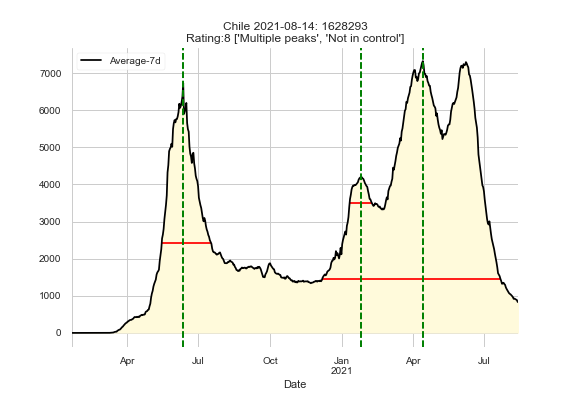 Chile 2021-08-14: 1628293
Rating:8 ['Multiple peaks', 'Not in control']
Average-7d
7000
6000
5000
4000
3000
2000
1000
0
Apr
Jul
Oct
Jan
2021
Apr
Jul
Date